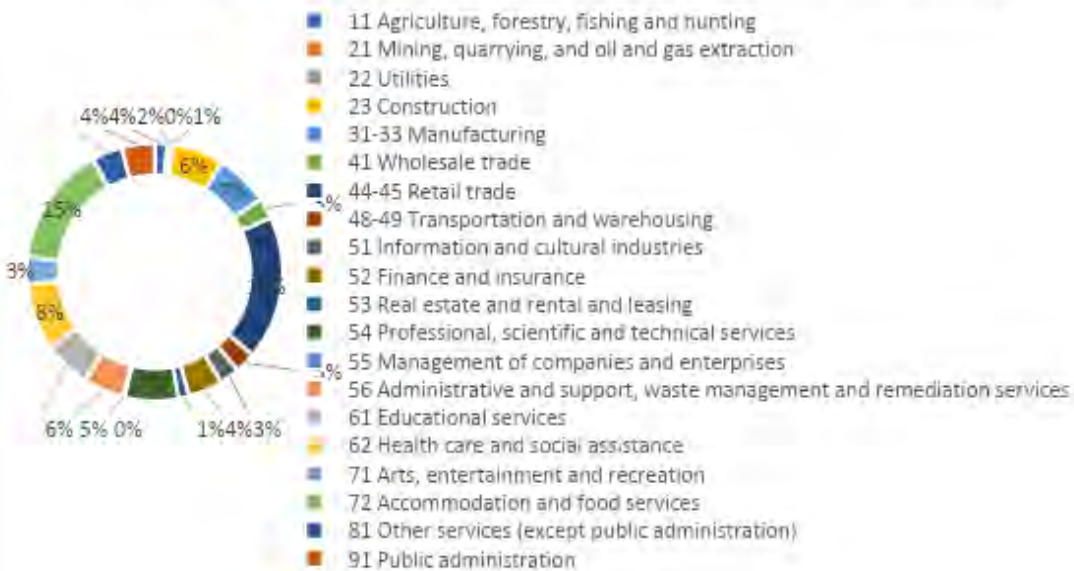 11 Agriculture, forestry, fishing and hunting
21 Mining, quarrying, and oil and gas extraction
22 Utilities
23 Construction
31-33 Manufacturing
41 Wholesale trade
44-45 Retail trade
48-49 Transportation and warehousing
51 Information and cultural industries
52 Finance and insurance
53 Real estate and rental and leasing
54 Professional, scientific and technical services
55 Management of companies and enterprises
56 Administrative and support, waste management and remediation services
61 Educational services
62 Health care and social assistance
71 Arts, entertainment and recreation
72 Accommodation and food services
81 Other services (except public administration)
91 Public administration
4%4%2%0%1%
6%
15%
3%
8%
6% 5% 0%
1%4%3%